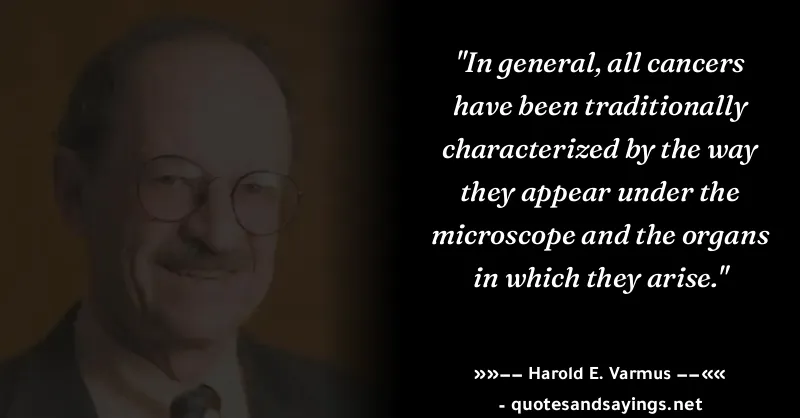 "In general, all cancers
have been traditionally
characterized by the way
they appear under the
microscope and the organs
in which they arise."
»»−− Harold E. Varmus −−««
- quotesandsayings.net